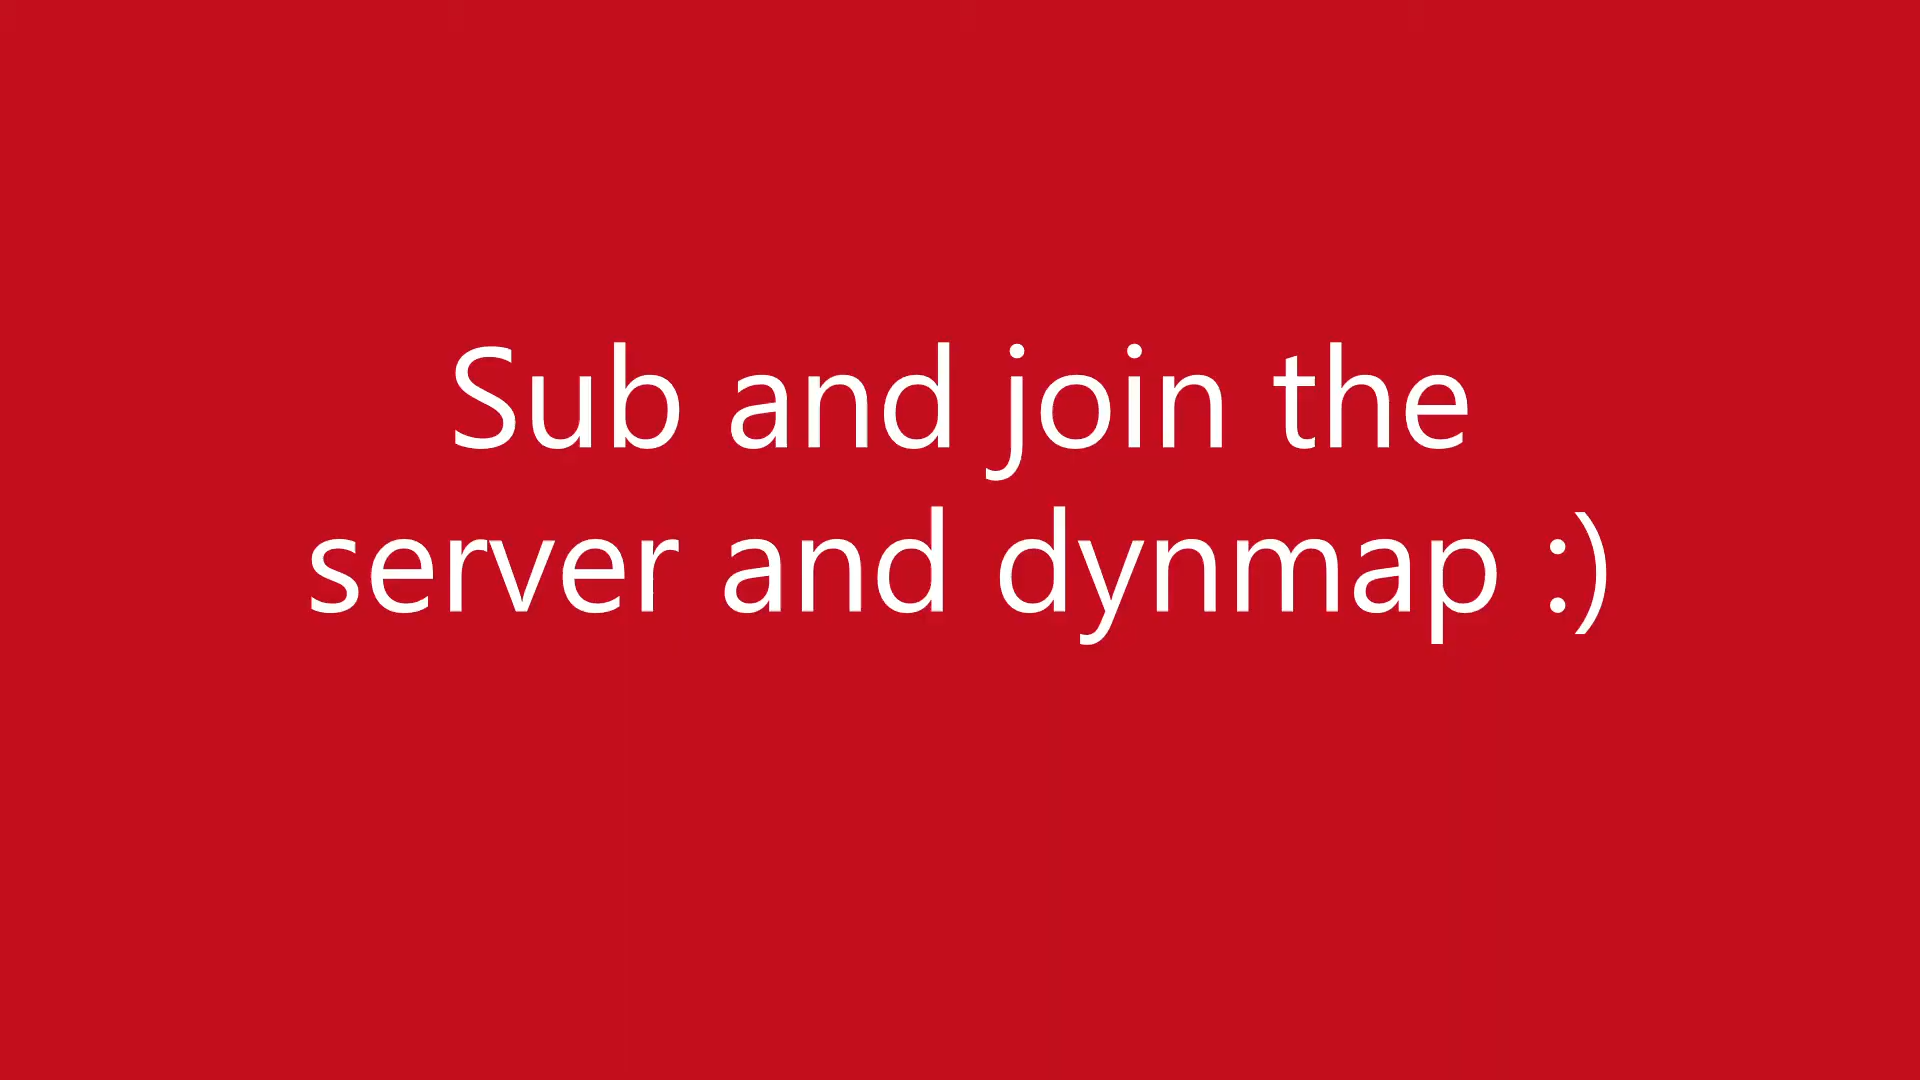 Sub and join the
server and dynmap :)